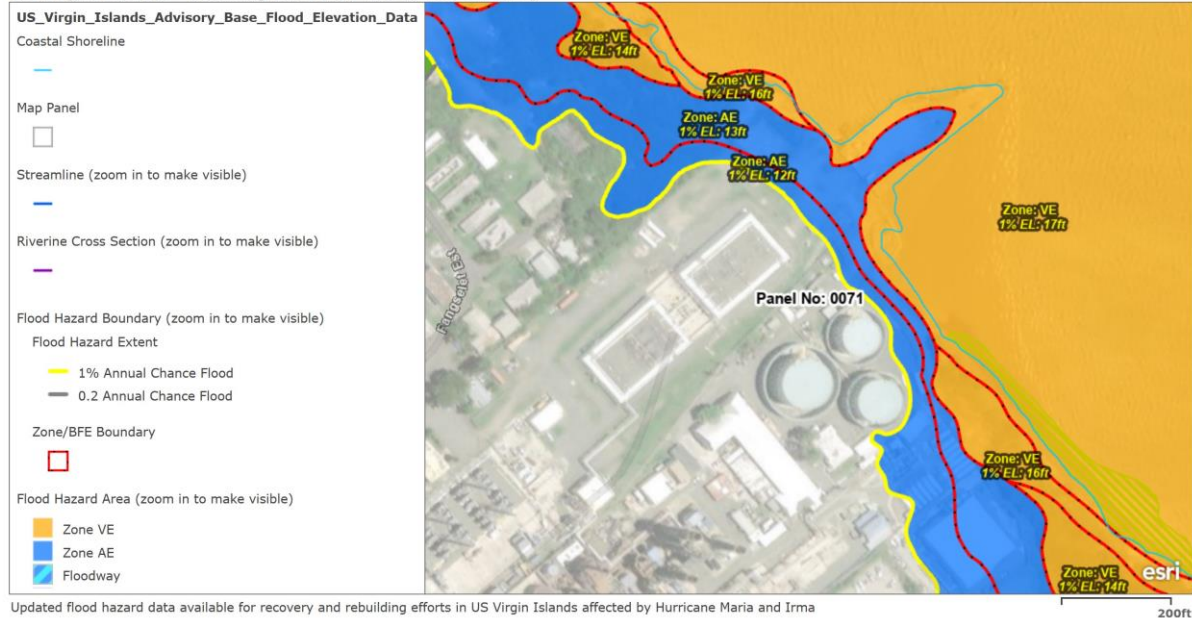 US_Virgin_Islands_Advisory_Base_Flood_Elevation_Data
Coastal Shoreline
Map Panel
Streamline (zoom in to make visible)
Riverine Cross Section (zoom in to make visible)
Flood Hazard Boundary (zoom in to make visible)
Flood Hazard Extent
1% Annual Chance Flood
0.2 Annual Chance Flood
Zone/BFE Boundary
Flood Hazard Area (zoom in to make visible)
Zone VE
Zone AE
Floodway
Zone: VE
1% EL: 14ft
Zone: VE
1% EL: 16ft
Zone: AE
1% EL: 13ft
Zone: AE
1% EL: 12ft
Zone: VE
1% EL: 17ft
Panel No: 0071
Zone: VE
1% EL: 16ft
Zone: VE
1% EL: 14ft
esri
200ft
Updated flood hazard data available for recovery and rebuilding efforts in US Virgin Islands affected by Hurricane Maria and Irma